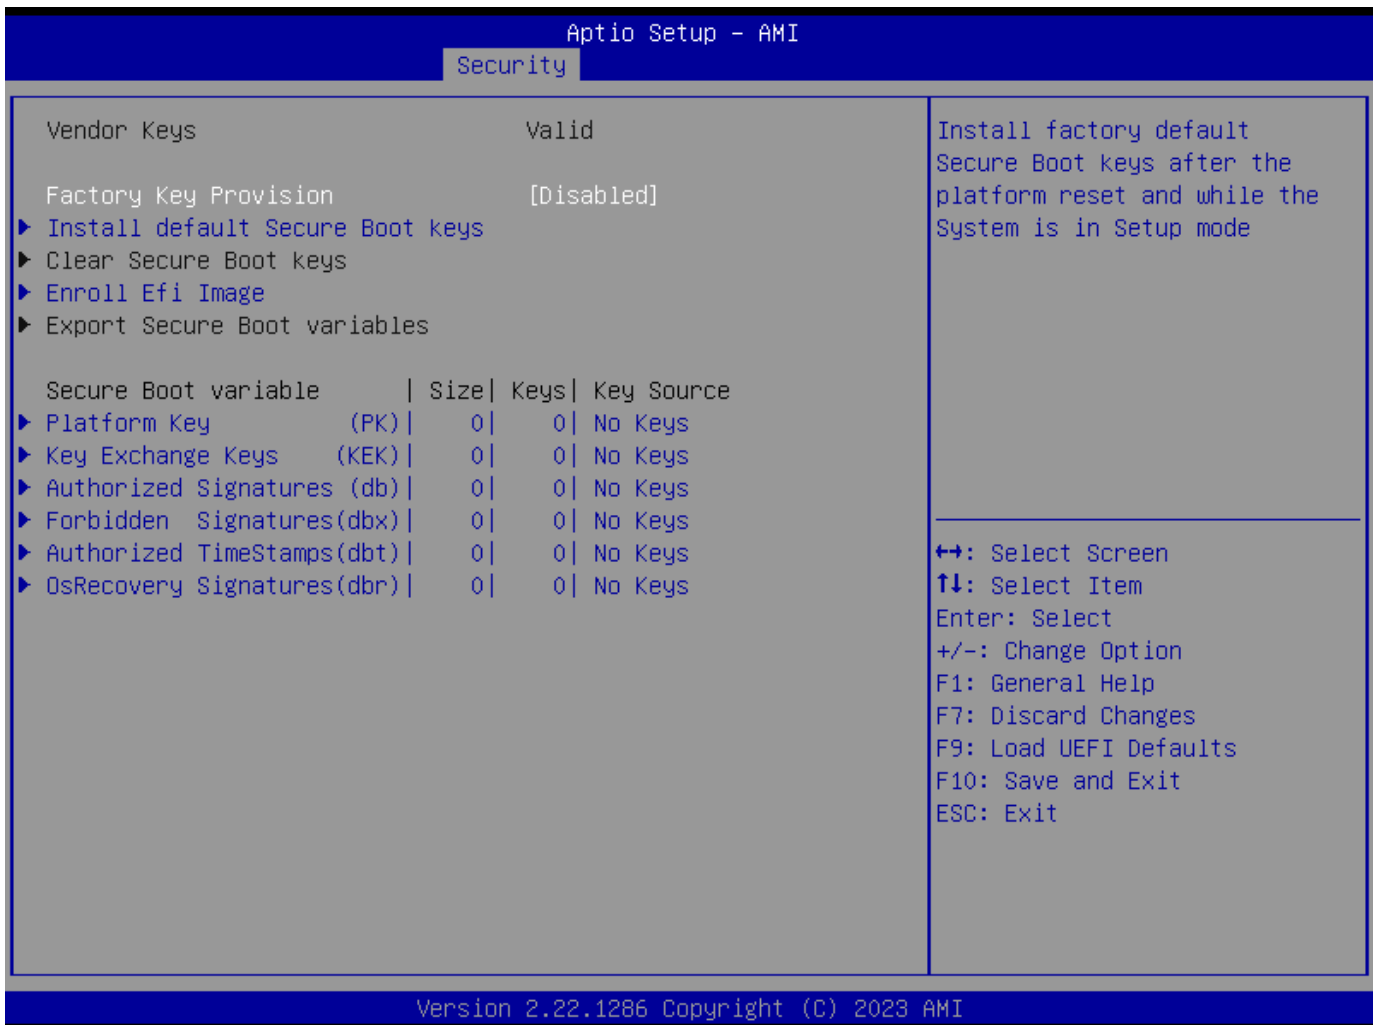 Aptio Setup – AMI
Security
Vendor Keys Valid
Factory Key Provision [Disabled]
Install default Secure Boot keys
Clear Secure Boot keys
Enroll Efi Image
Export Secure Boot variables
Secure Boot variable | Size| Keys| Key Source
Platform Key (PK)| 0| 0| No Keys
Key Exchange Keys (KEK)| 0| 0| No Keys
Authorized Signatures (db)| 0| 0| No Keys
Forbidden Signatures(dbx)| 0| 0| No Keys
Authorized TimeStamps(dbt)| 0| 0| No Keys
OsRecovery Signatures(dbr)| 0| 0| No Keys
Install factory default
Secure Boot keys after the
platform reset and while the
System is in Setup mode
↔: Select Screen
↑↓: Select Item
Enter: Select
+/-: Change Option
F1: General Help
F7: Discard Changes
F9: Load UEFI Defaults
F10: Save and Exit
ESC: Exit
Version 2.22.1286 Copyright (C) 2023 AMI